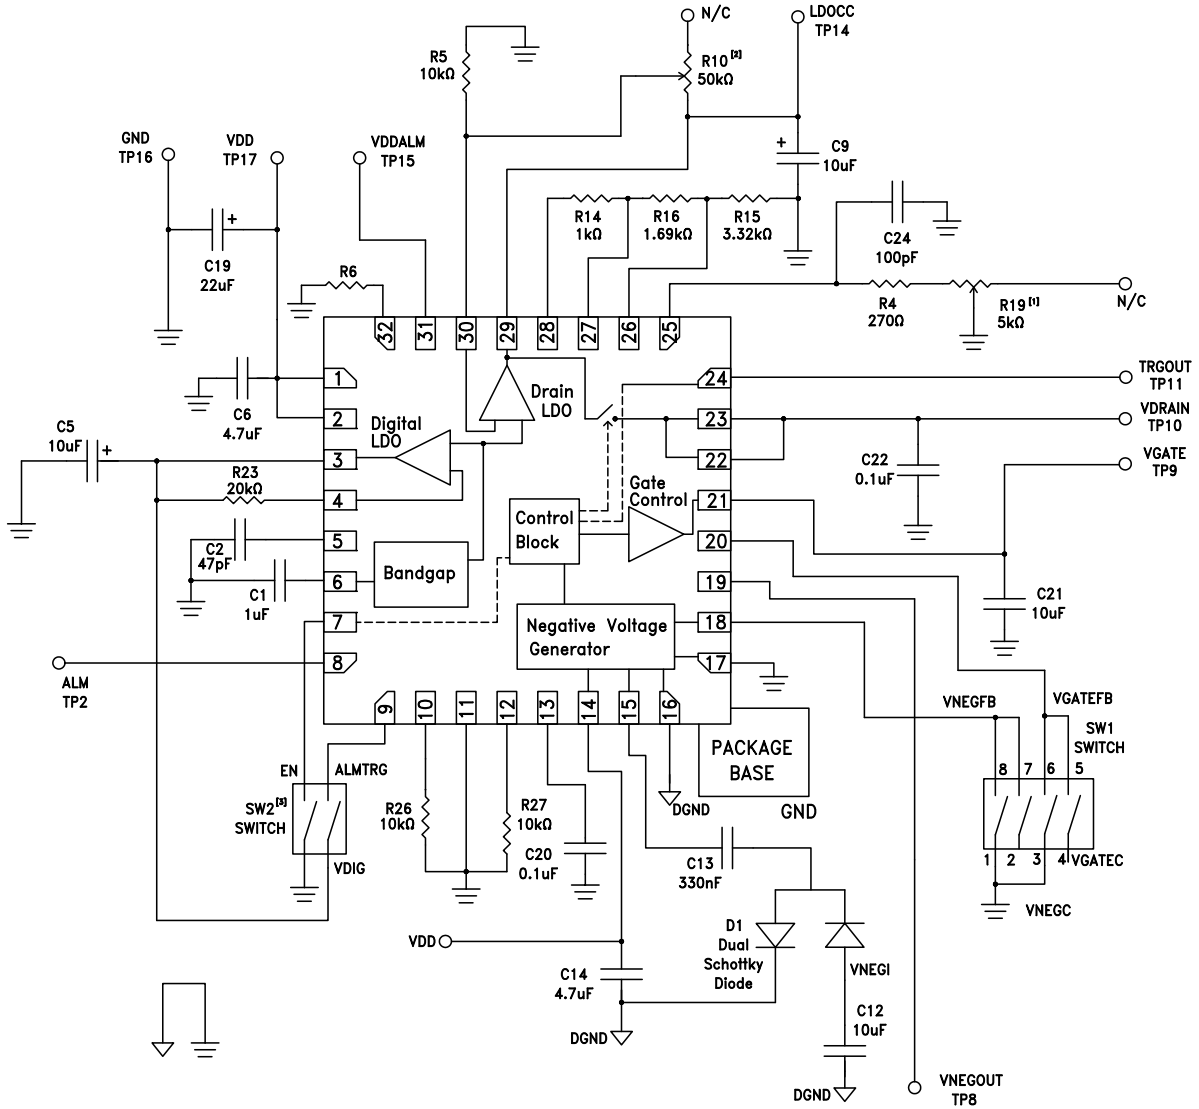 N/C
LDOCC
TP14
R5
10kΩ
R10[2]
50kΩ
GND
TP16
VDD
TP17
VDDALM
TP15
+
C9
10uF
R14
1kΩ
R16
1.69kΩ
R15
3.32kΩ
C24
100pF
+
C19
22uF
R6
R4
270Ω
R19[1]
5kΩ
N/C
32
31
30
29
28
27
26
25
C6
4.7uF
1
2
3
4
5
6
7
8
Drain
LDO
Digital
LDO
24
23
22
21
20
19
18
17
TRGOUT
TP11
VDRAIN
TP10
VGATE
TP9
C5
10uF
+
R23
20kΩ
C22
0.1uF
Gate
Control
Control
Block
C2
47pF
C1
1uF
Bandgap
C21
10uF
Negative Voltage
Generator
ALM
TP2
9
10
11
12
13
14
15
16
VNEGFB
VGATEFB
SW1
SWITCH
PACKAGE
BASE
GND
DGND
EN
ALMTRG
SW2[3]
SWITCH
VDIG
R26
10kΩ
R27
10kΩ
C20
0.1uF
C13
330nF
8
7
6
5
1
2
3
4
VGATEC
VNEGC
VDD
D1
Dual
Schottky
Diode
VNEGI
C14
4.7uF
DGND
C12
10uF
DGND
VNEGOUT
TP8